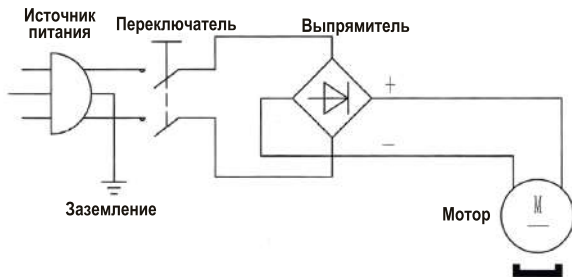 Источник
питания
Переключатель
Выпрямитель
+
–
Заземление
Мотор
M